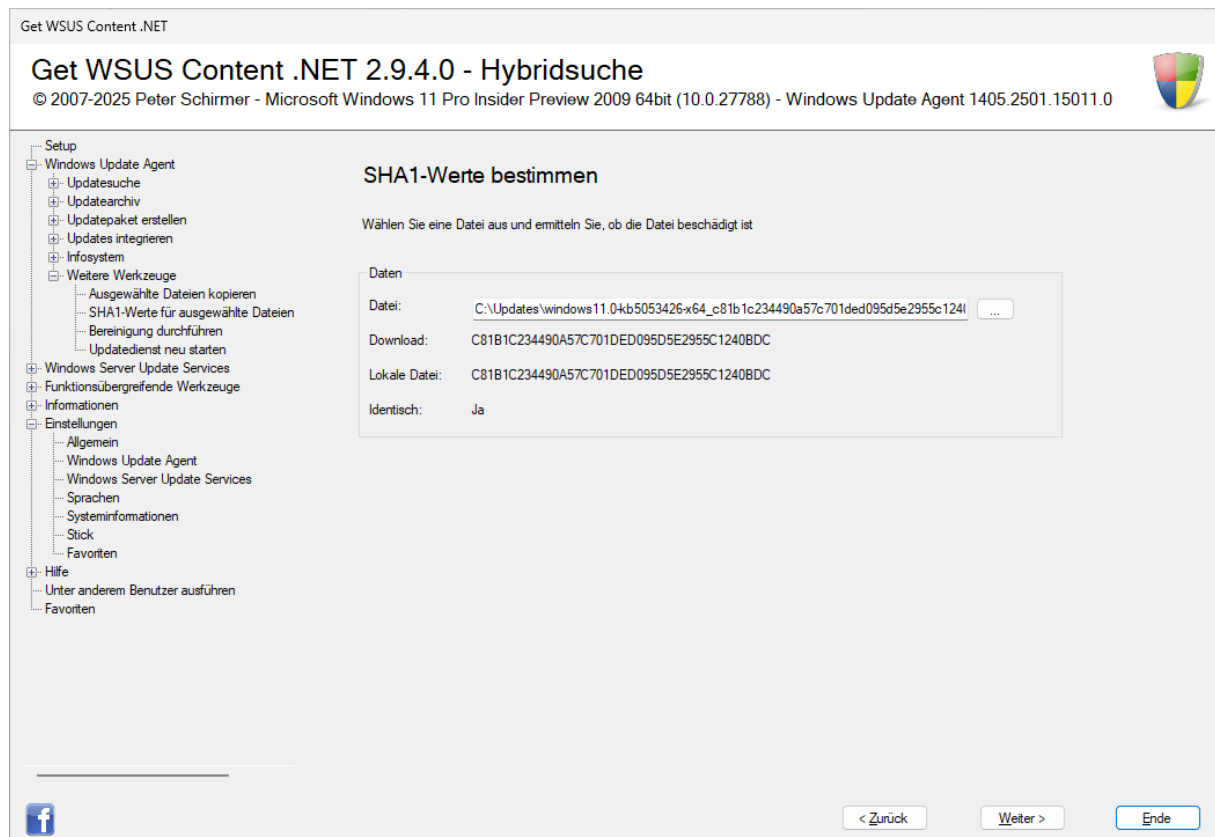 Get WSUS Content .NET
Get WSUS Content .NET 2.9.4.0 - Hybridsuche
© 2007-2025 Peter Schirmer - Microsoft Windows 11 Pro Insider Preview 2009 64bit (10.0.27788) - Windows Update Agent 1405.2501.15011.0
Setup
Windows Update Agent
Updatesuche
Updatearchiv
Updatepaket erstellen
Updates integrieren
Infosystem
Weitere Werkzeuge
Ausgewählte Dateien kopieren
SHA1-Werte für ausgewählte Dateien
Bereinigung durchführen
Updatedienst neu starten
Windows Server Update Services
Funktionsübergreifende Werkzeuge
Informationen
Einstellungen
Allgemein
Windows Update Agent
Windows Server Update Services
Sprachen
Systeminformationen
Stick
Favoriten
Hilfe
Unter anderem Benutzer ausführen
Favoriten
SHA1-Werte bestimmen
Wählen Sie eine Datei aus und ermitteln Sie, ob die Datei beschädigt ist
Daten
Datei: C:\Updates\windows11.0-kb5053426-x64_c81b1c234490a57c701ded095d5e2955c1240 ...
Download: C81B1C234490A57C701DED095D5E2955C1240BDC
Lokale Datei: C81B1C234490A57C701DED095D5E2955C1240BDC
Identisch: Ja
f
< Zurück Weiter > Ende